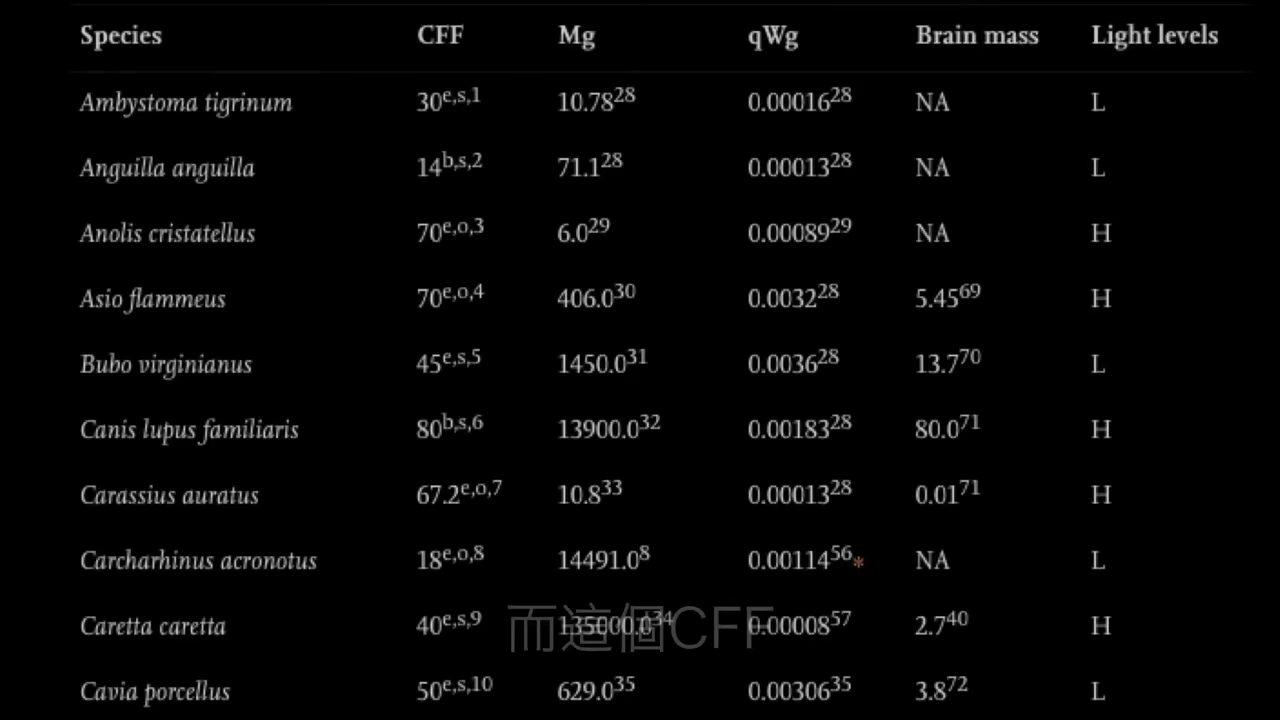 Species CFF Mg qWg Brain mass Light levels
Ambystoma tigrinum 30e,s,1 10.7828 0.0001628 NA L
Anguilla anguilla 14b,s,2 71.128 0.0001328 NA L
Anolis cristatellus 70e,o,3 6.029 0.0008929 NA H
Asio flammeus 70e,o,4 406.030 0.003228 5.4569 H
Bubo virginianus 45e,s,5 1450.031 0.003628 13.770 L
Canis lupus familiaris 80b,s,6 13900.032 0.0018328 80.071 H
Carassius auratus 67.2e,o,7 10.833 0.0001328 0.0171 H
Carcharhinus acronotus 18e,o,8 14491.08 0.0011456* NA L
Caretta caretta 40e,s,9 135000.034 0.0000857 2.740 H
而這個CFF
Cavia porcellus 50e,s,10 629.035 0.0030635 3.872 L